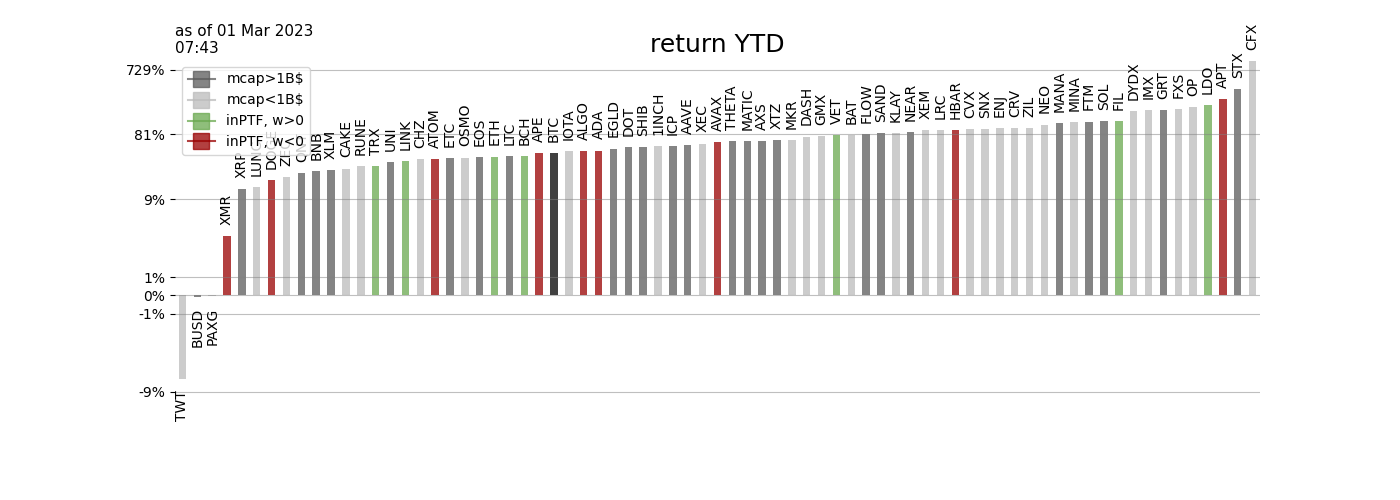 as of 01 Mar 2023
07:43
return YTD
729%
81%
9%
1%
0%
-1%
-9%
mcap>1B$
mcap<1B$
inPTF, w>0
inPTF, w<0
TWT
BUSD
PAXG
XMR
XRP
LUNC
DOGE
BNB
XLM
CAKE
RUNE
TRX
UNI
LINK
CHZ
ATOM
ETC
OSMO
EOS
ETH
LTC
BCH
APE
BTC
IOTA
ALGO
ADA
EGLD
DOT
SHIB
1INCH
ICP
AAVE
XEC
AVAX
THETA
MATIC
AXS
XTZ
MKR
DASH
GMX
VET
BAT
FLOW
SAND
KLAY
NEAR
XEM
LRC
HBAR
CVX
SNX
ENJ
CRV
ZIL
NEO
MANA
MINA
FTM
SOL
FIL
DYDX
IMX
GRT
FXS
OP
LDO
APT
STX
CFX